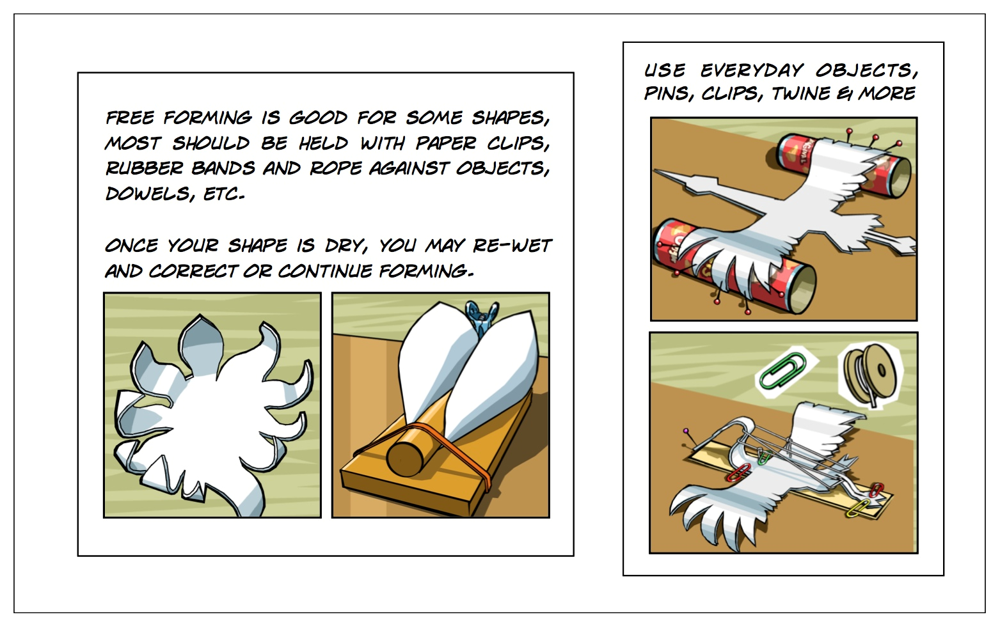 FREE FORMING IS GOOD FOR SOME SHAPES,
MOST SHOULD BE HELD WITH PAPER CLIPS,
RUBBER BANDS AND ROPE AGAINST OBJECTS,
DOWELS, ETC.
ONCE YOUR SHAPE IS DRY, YOU MAY RE-WET
AND CORRECT OR CONTINUE FORMING.
USE EVERYDAY OBJECTS,
PINS, CLIPS, TWINE & MORE